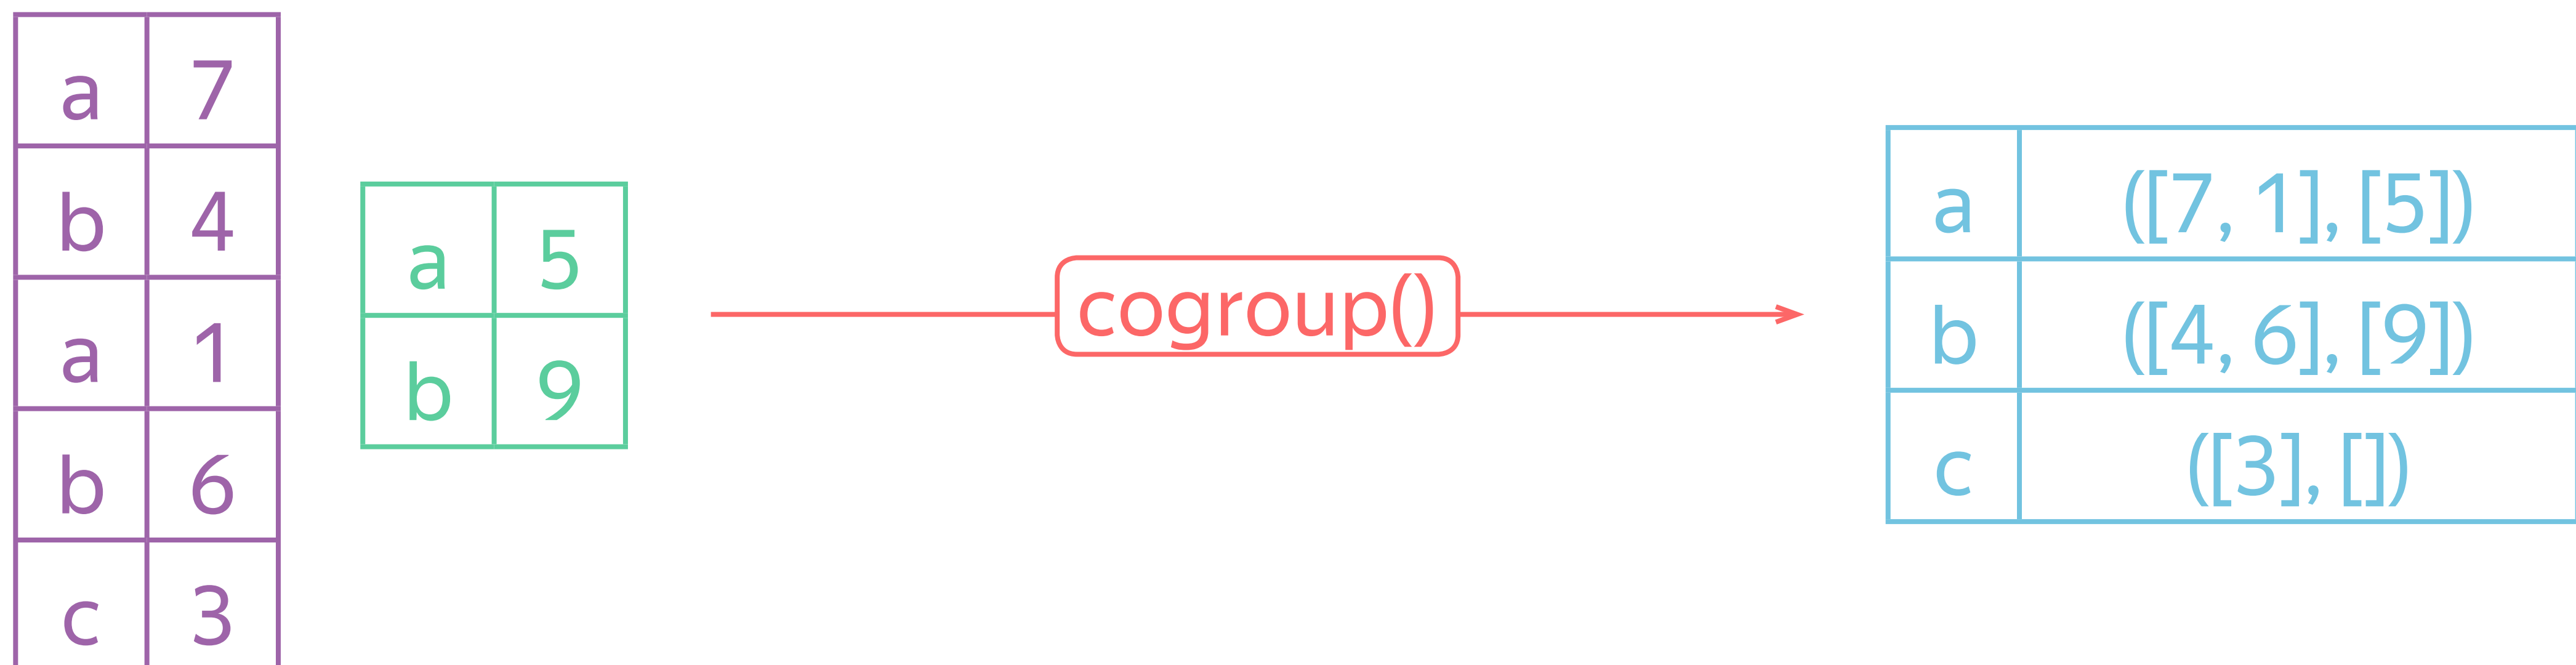 a 7
b 4
a 1
b 6
c 3
a 5
b 9
cogroup()
a ([7, 1], [5])
b ([4, 6], [9])
c ([3], [])